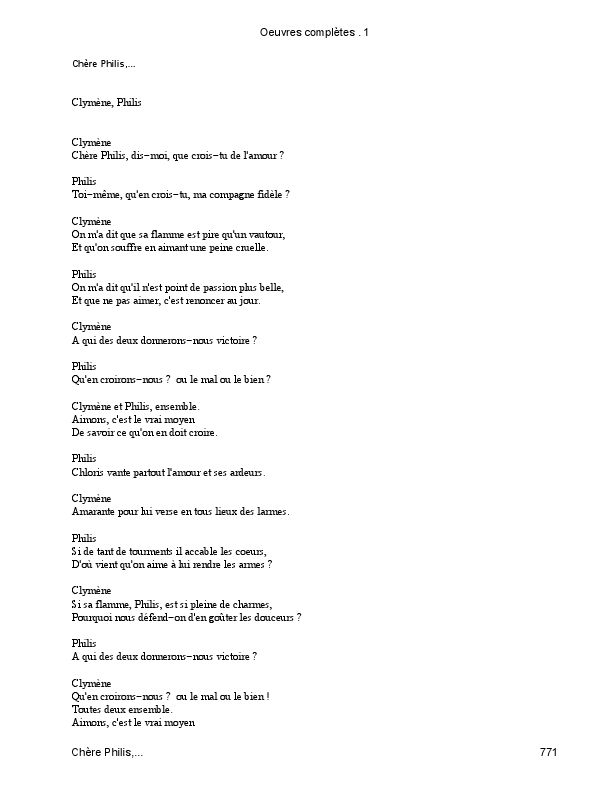 Oeuvres complètes . 1
Chère Philis,...
Clymène, Philis
Clymène
Chère Philis, dis−moi, que crois−tu de l'amour ?
Philis
Toi−même, qu'en crois−tu, ma compagne fidèle ?
Clymène
On m'a dit que sa flamme est pire qu'un vautour,
Et qu'on souffre en aimant une peine cruelle.
Philis
On m'a dit qu'il n'est point de passion plus belle,
Et que ne pas aimer, c'est renoncer au jour.
Clymène
A qui des deux donnerons−nous victoire ?
Philis
Qu'en croirons−nous ?  ou le mal ou le bien ?
Clymène et Philis, ensemble.
Aimons, c'est le vrai moyen
De savoir ce qu'on en doit croire.
Philis
Chloris vante partout l'amour et ses ardeurs.
Clymène
Amarante pour lui verse en tous lieux des larmes.
Philis
Si de tant de tourments il accable les coeurs,
D'où vient qu'on aime à lui rendre les armes ?
Clymène
Si sa flamme, Philis, est si pleine de charmes,
Pourquoi nous défend−on d'en goûter les douceurs ?
Philis
A qui des deux donnerons−nous victoire ?
Clymène
Qu'en croirons−nous ?  ou le mal ou le bien !
Toutes deux ensemble.
Aimons, c'est le vrai moyen
Chère Philis,... 771